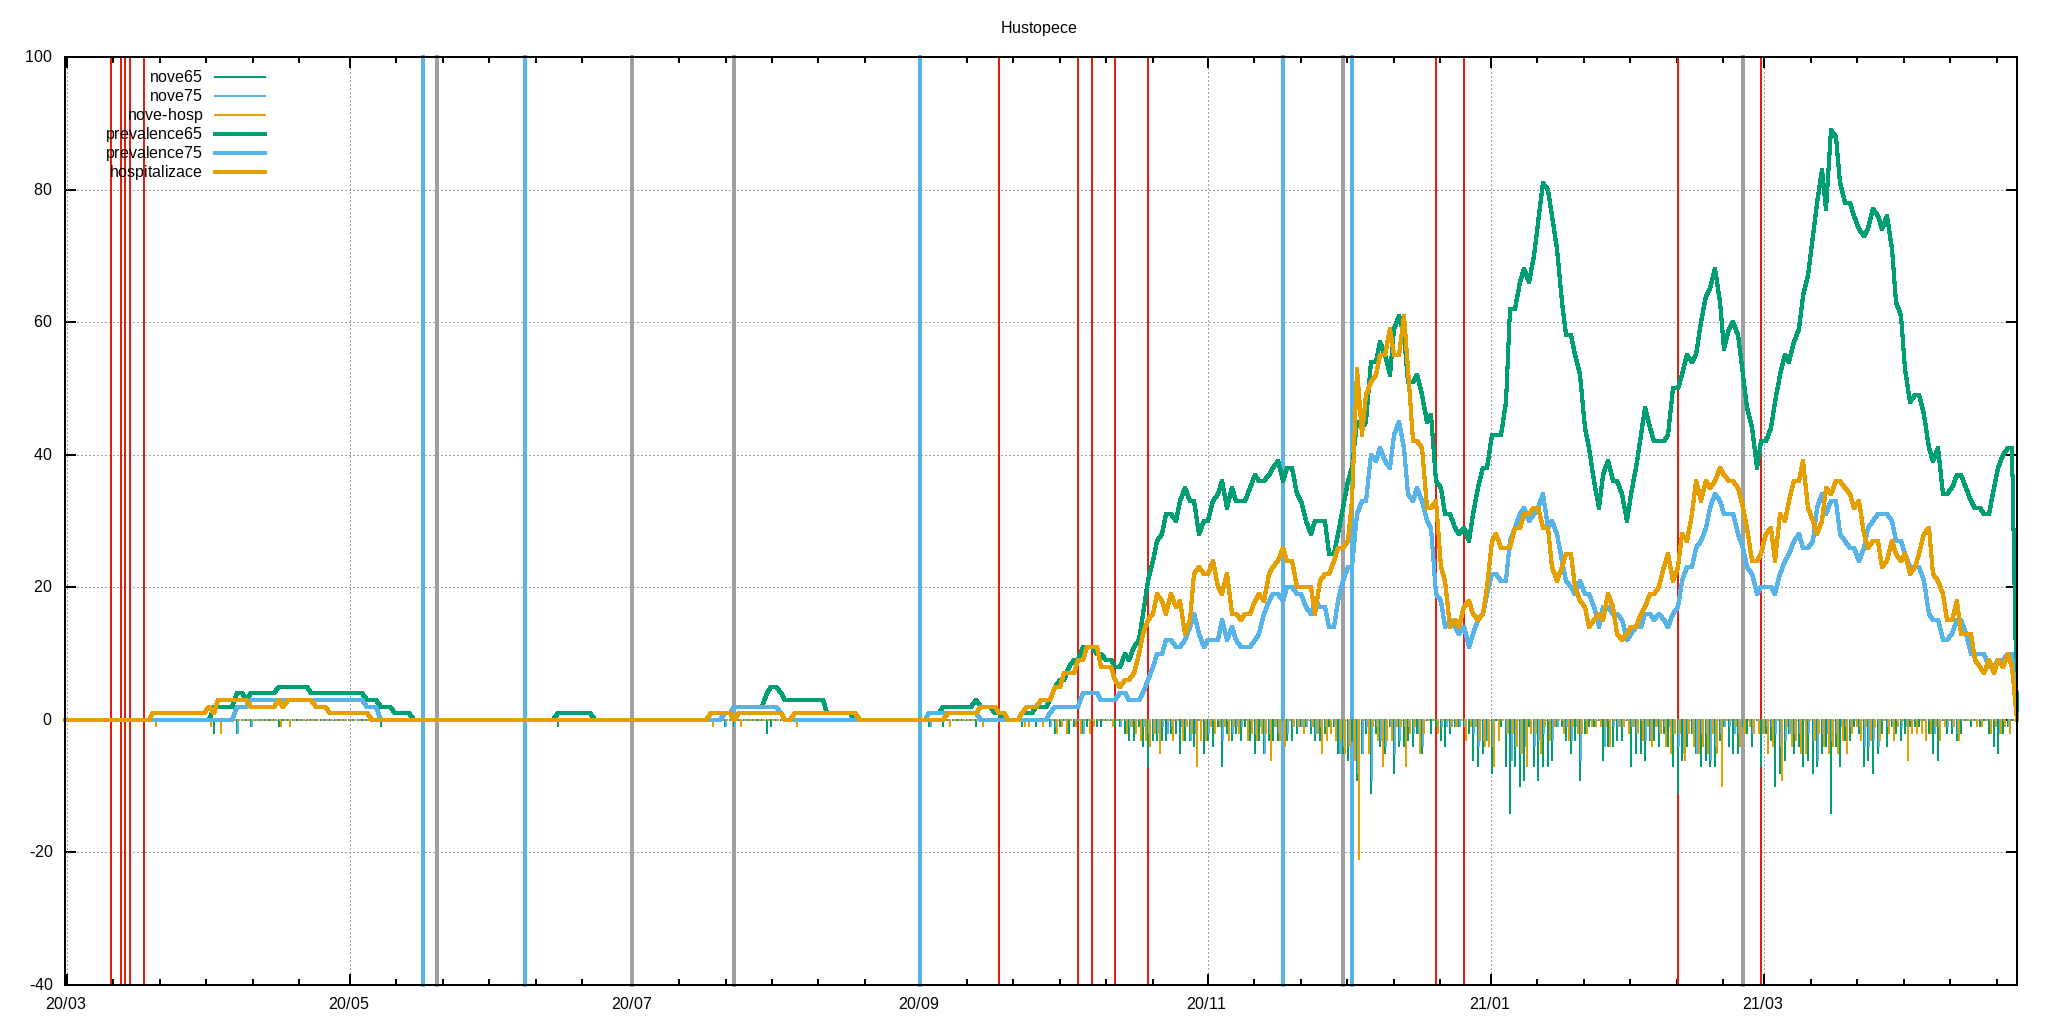 Hustopece
100
80
60
40
20
0
-20
-40
nove65
nove75
nove-hosp
prevalence65
prevalence75
hospitalizace
20/03 20/05 20/07 20/09 20/11 21/01 21/03